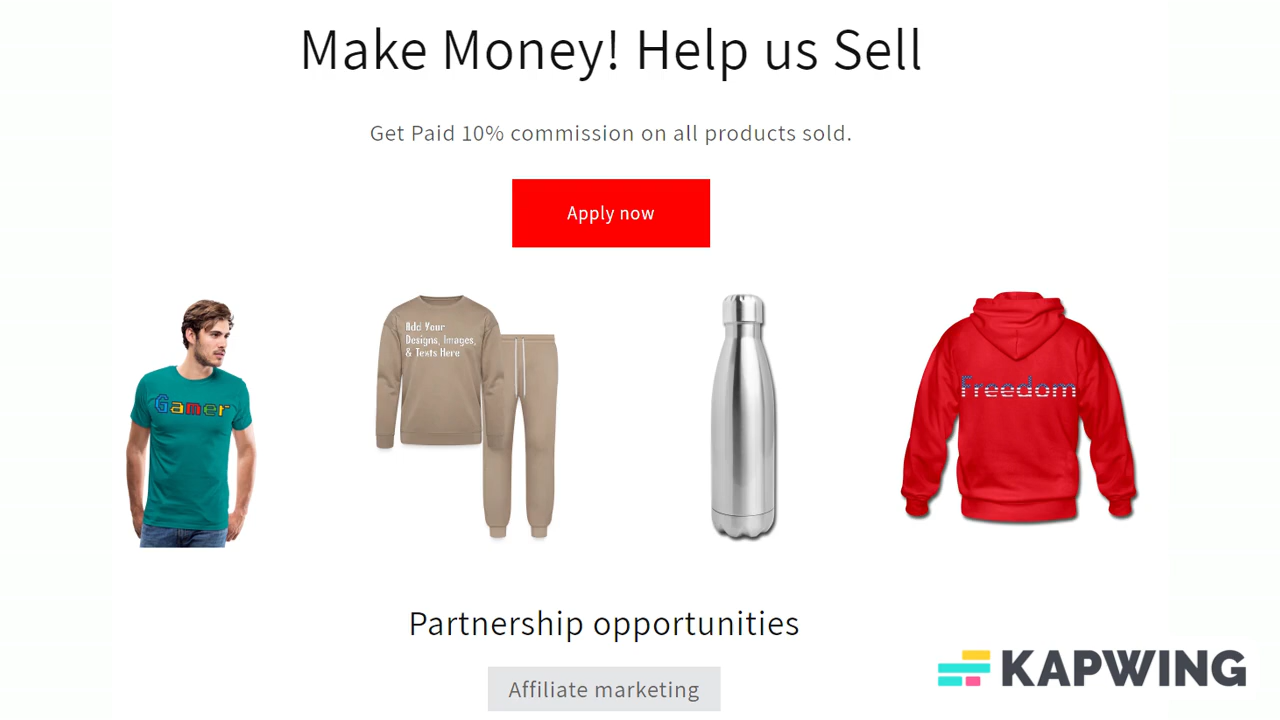 Make Money! Help us Sell
Get Paid 10% commission on all products sold.
Apply now
Gamer
Add Your
Designs, Images,
& Texts Here
Freedom
Partnership opportunities
KAPWING
Affiliate marketing